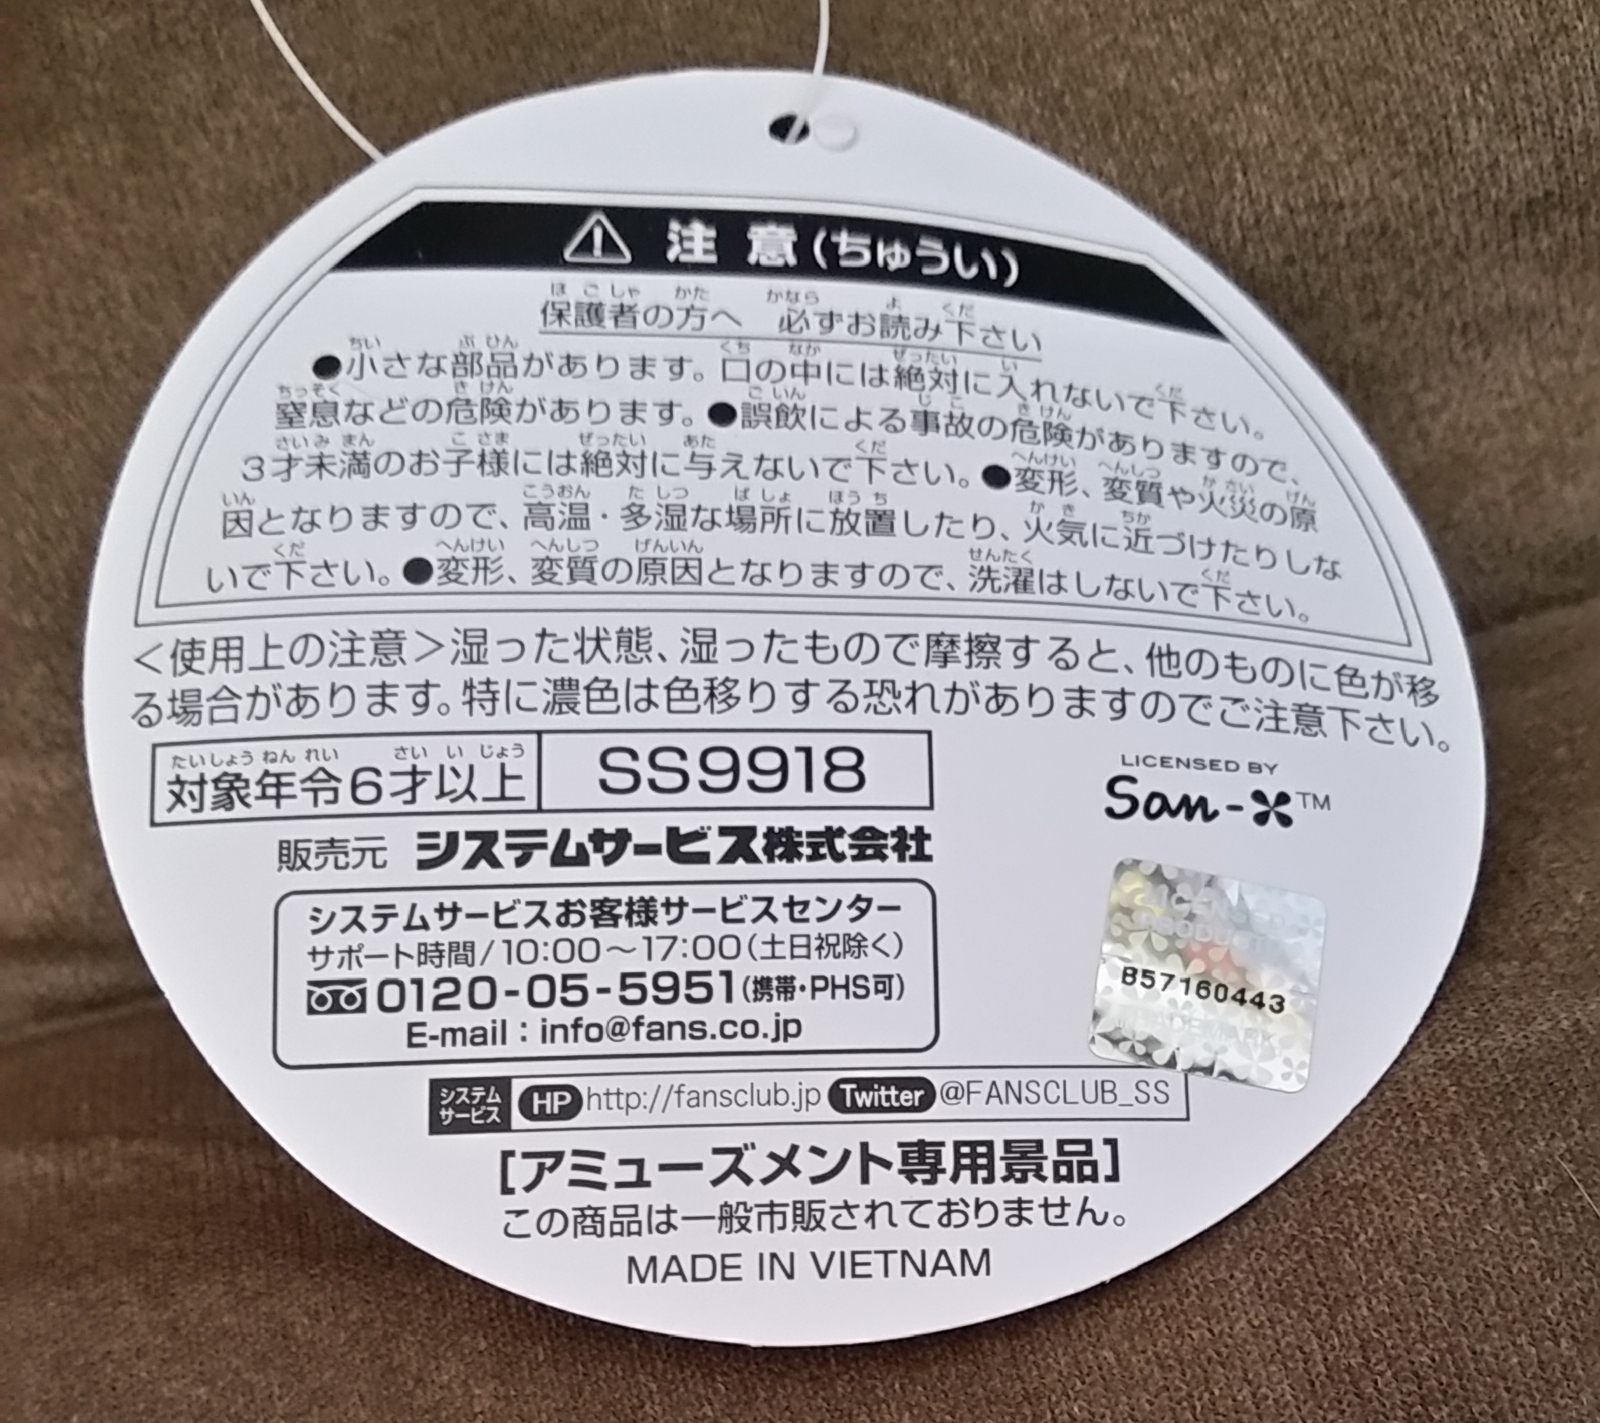 注意(ちゅうい)
保護者の方へ 必ずお読み下さい
●小さな部品があります。口の中には絶対に入れないで下さい。
窒息などの危険があります。●誤飲による事故の危険がありますので、
3才未満のお子様には絶対に与えないで下さい。●変形、変質や火災の原
因となりますので、高温・多湿な場所に放置したり、火気に近づけたりしな
いで下さい。●変形、変質の原因となりますので、洗濯はしないで下さい。
<使用上の注意>湿った状態、湿ったもので摩擦すると、他のものに色が移
る場合があります。特に濃色は色移りする恐れがありますのでご注意下さい。
対象年令6才以上 SS9918
LICENSED BY
San-X™
販売元 システムサービス株式会社
システムサービスお客様サービスセンター
サポート時間/10:00~17:00(土日祝除く)
0120-05-5951(携帯・PHS可)
E-mail:info@fans.co.jp
LICENSED
PRODUCT
B57160443
TRADEMARK
システム
サービス
HP http://fansclub.jp Twitter @FANSCLUB_SS
[アミューズメント専用景品]
この商品は一般市販されておりません。
MADE IN VIETNAM